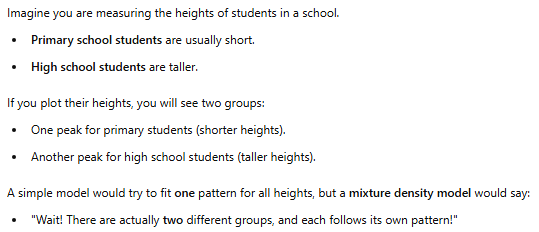 Imagine you are measuring the heights of students in a school.
• Primary school students are usually short.
• High school students are taller.
If you plot their heights, you will see two groups:
• One peak for primary students (shorter heights).
• Another peak for high school students (taller heights).
A simple model would try to fit one pattern for all heights, but a mixture density model would say:
• "Wait! There are actually two different groups, and each follows its own pattern!"